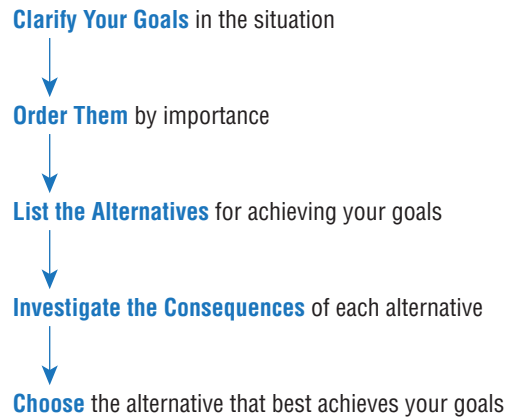 Clarify Your Goals in the situation
Order Them by importance
List the Alternatives for achieving your goals
Investigate the Consequences of each alternative
Choose the alternative that best achieves your goals